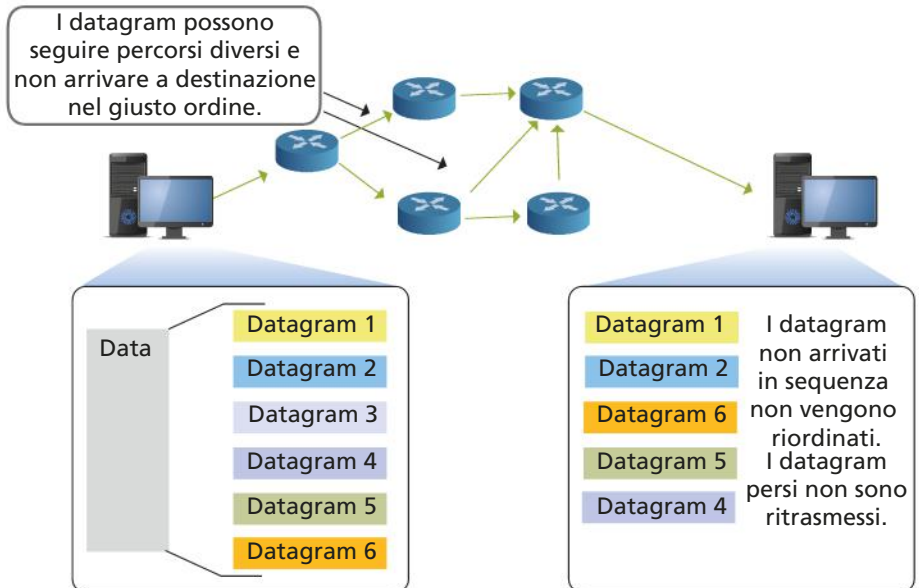 I datagram possono
seguire percorsi diversi e
non arrivare a destinazione
nel giusto ordine.
Data
Datagram 1
Datagram 2
Datagram 3
Datagram 4
Datagram 5
Datagram 6
Datagram 1
Datagram 2
Datagram 6
Datagram 5
Datagram 4
I datagram
non arrivati
in sequenza
non vengono
riordinati.
I datagram
persi non sono
ritrasmessi.